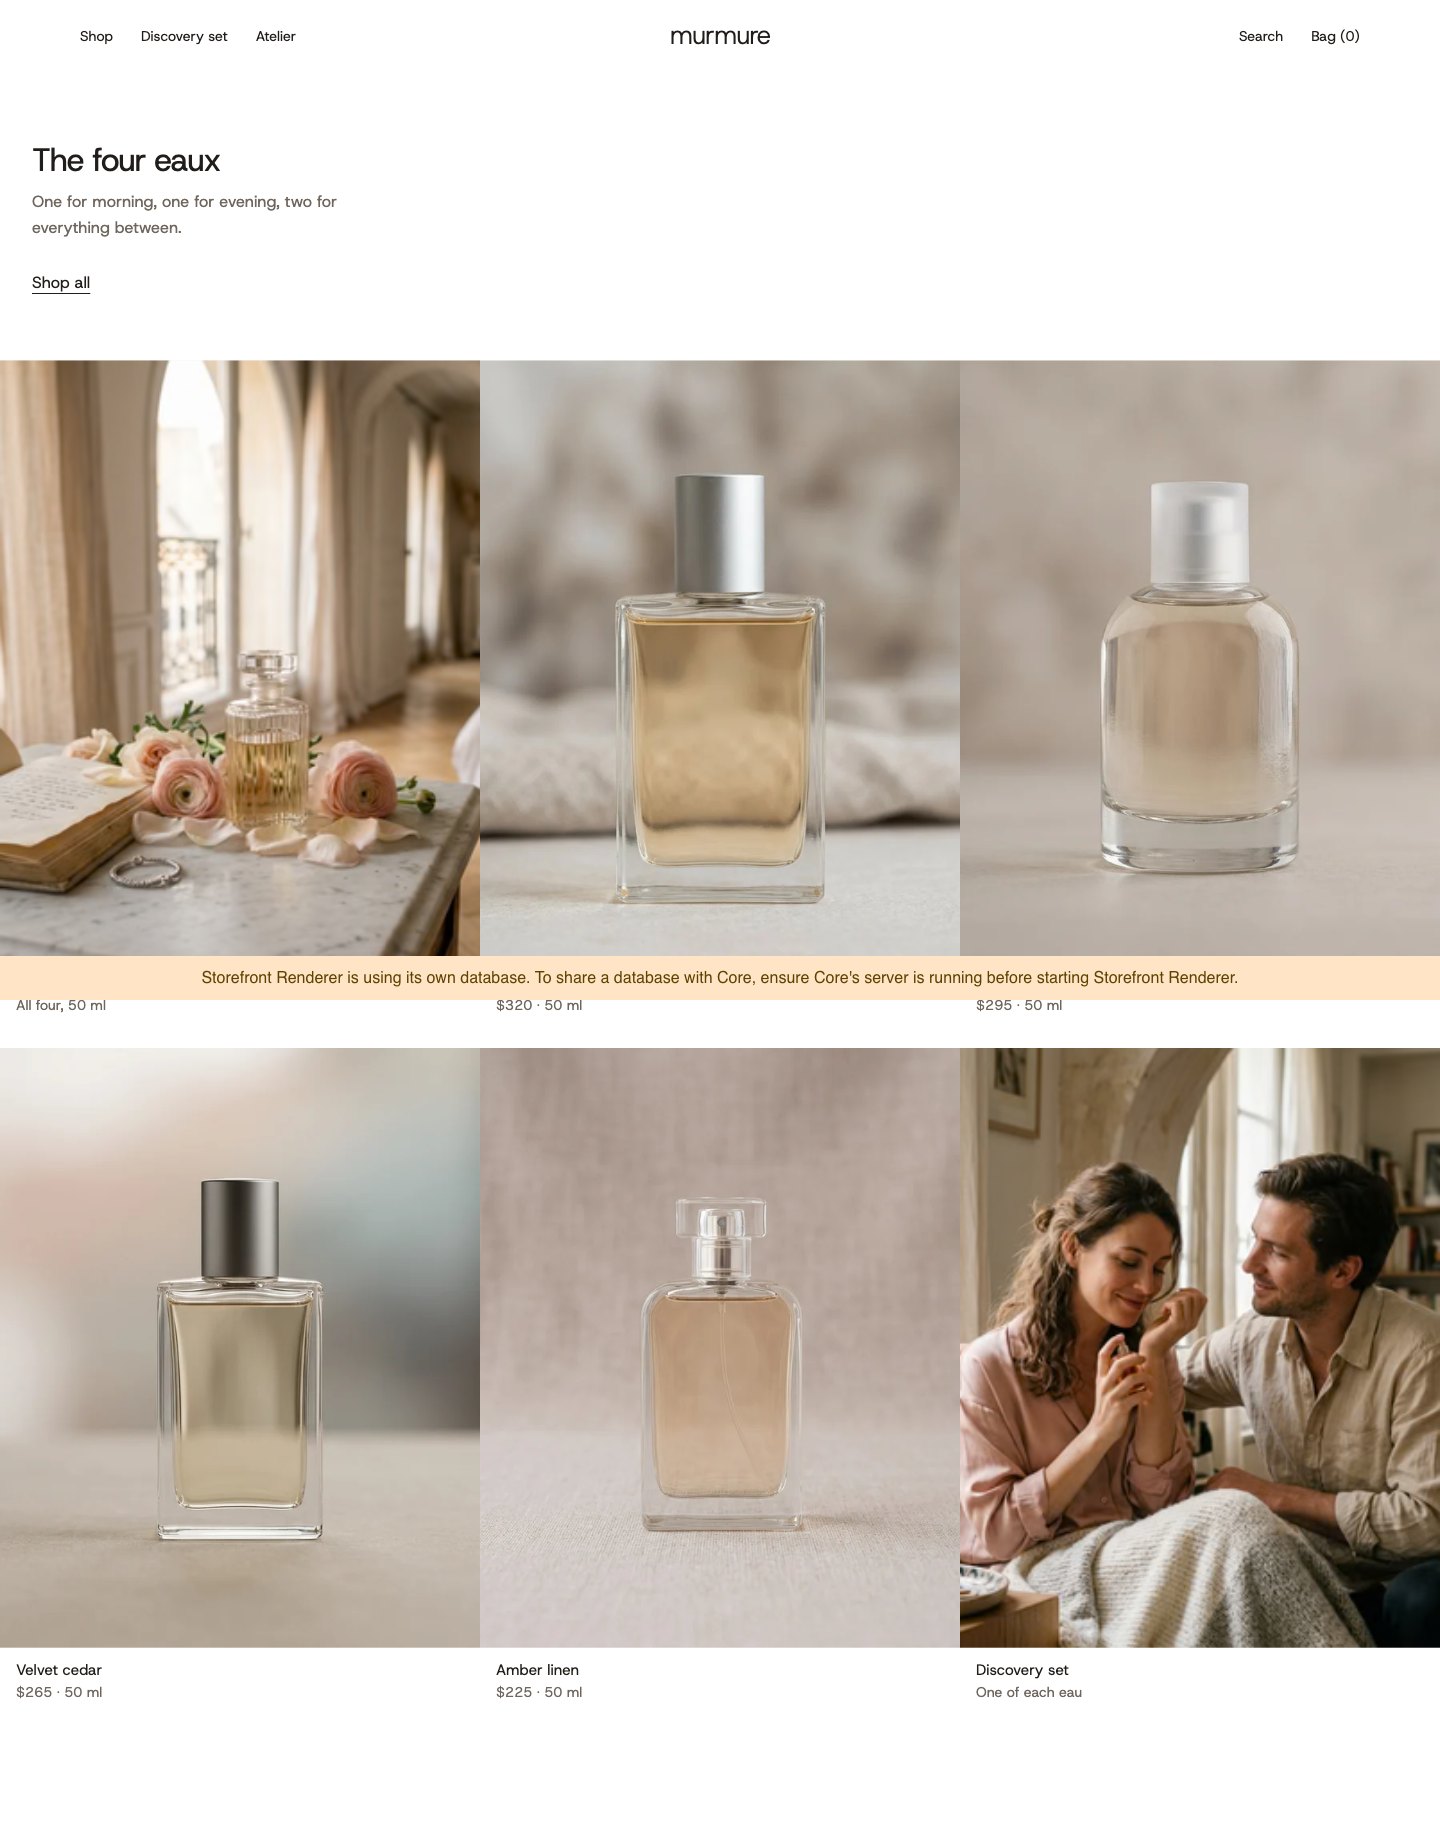 Shop Discovery set Atelier murmure Search Bag (0)
The four eaux
One for morning, one for evening, two for
everything between.
Shop all
Storefront Renderer is using its own database. To share a database with Core, ensure Core's server is running before starting Storefront Renderer.
All four, 50 ml
$320 · 50 ml
$295 · 50 ml
Velvet cedar
$265 · 50 ml
Amber linen
$225 · 50 ml
Discovery set
One of each eau